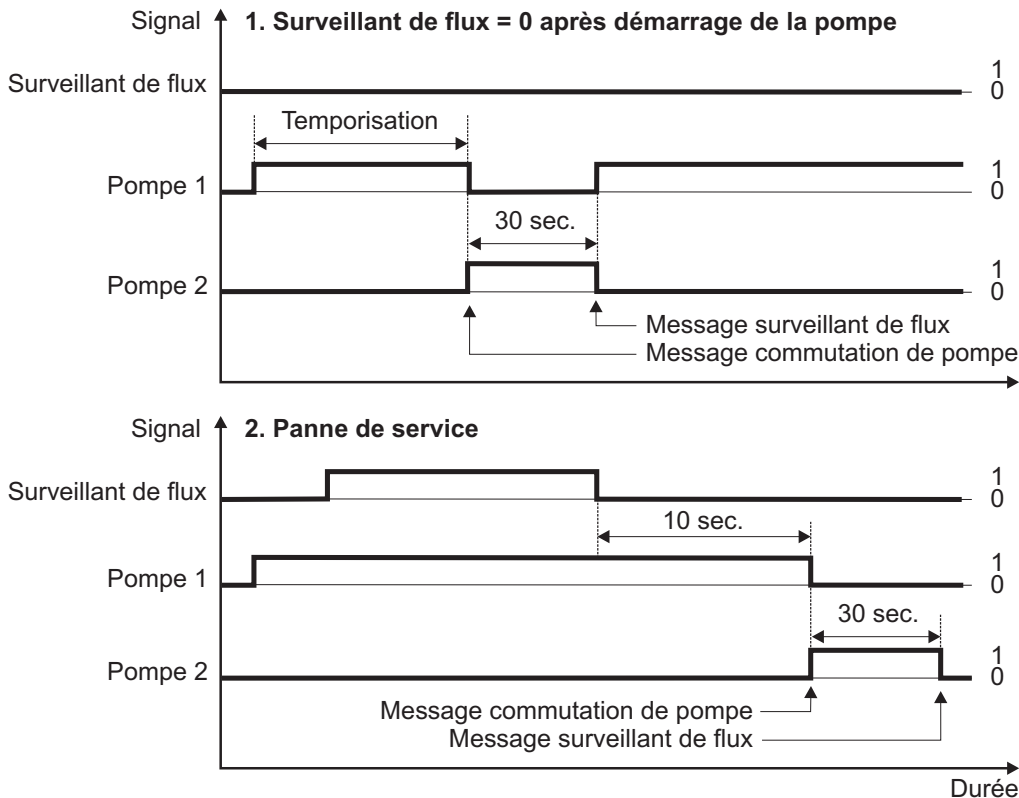 Signal
1. Surveillant de flux = 0 après démarrage de la pompe
Surveillant de flux
1
0
Temporisation
Pompe 1
1
0
30 sec.
Pompe 2
1
0
Message surveillant de flux
Message commutation de pompe
Signal
2. Panne de service
Surveillant de flux
1
0
10 sec.
Pompe 1
1
0
30 sec.
Pompe 2
1
0
Message commutation de pompe
Message surveillant de flux
Durée